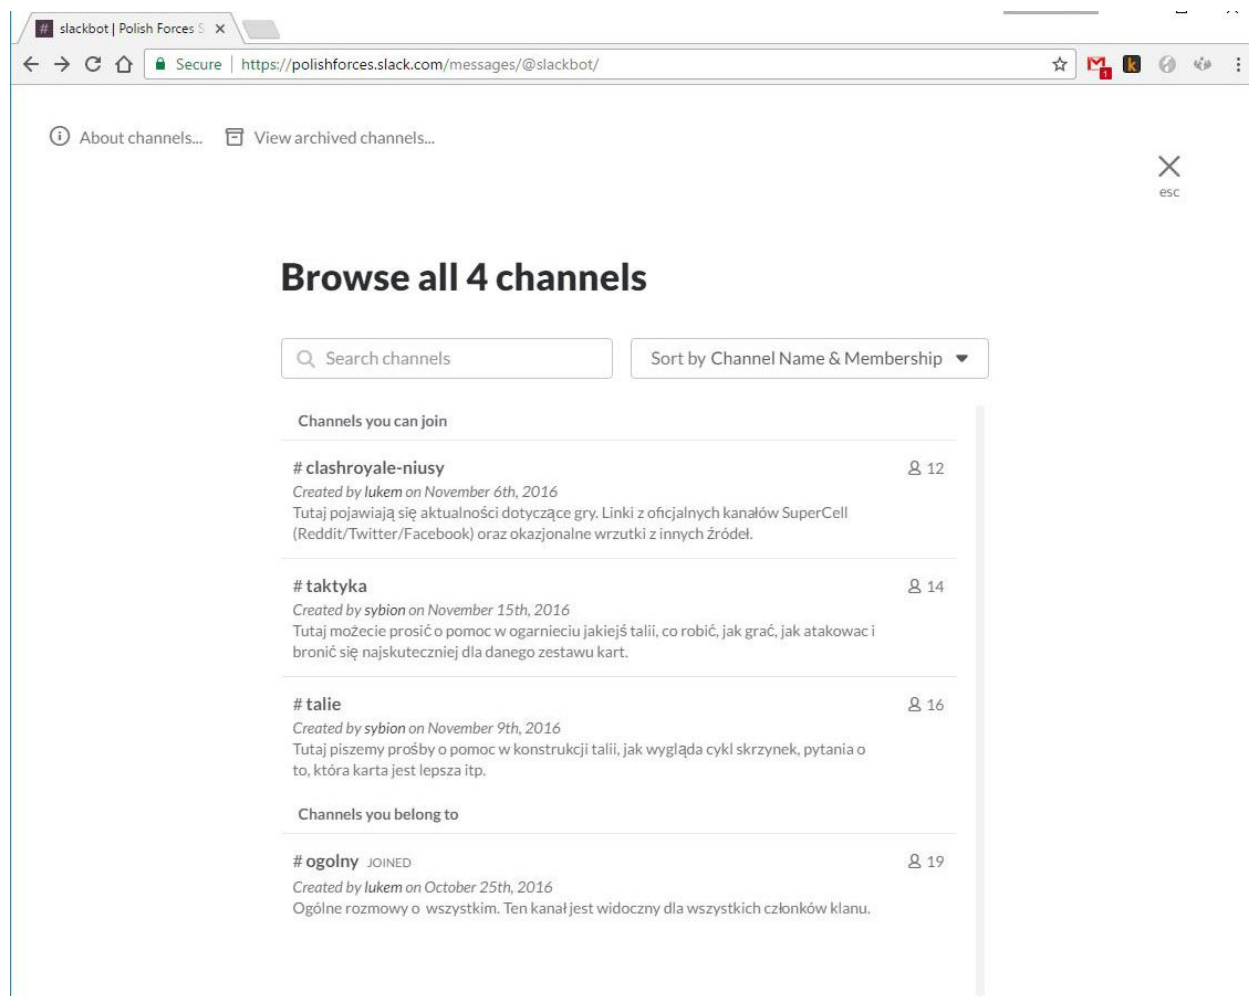 slackbot | Polish Forces S
Secure | https://polishforces.slack.com/messages/@slackbot/
1
k
About channels... View archived channels...
esc
Browse all 4 channels
Search channels
Sort by Channel Name & Membership
Channels you can join
# clashroyale-niusy 12
Created by lukem on November 6th, 2016
Tutaj pojawiają się aktualności dotyczące gry. Linki z oficjalnych kanałów SuperCell
(Reddit/Twitter/Facebook) oraz okazjonalne wrzutki z innych źródeł.
# taktyka 14
Created by sybion on November 15th, 2016
Tutaj możecie prosić o pomoc w ogarnieciu jakiejś talii, co robić, jak grać, jak atakowac i
bronić się najskuteczniej dla danego zestawu kart.
# talie 16
Created by sybion on November 9th, 2016
Tutaj piszemy prośby o pomoc w konstrukcji talii, jak wygląda cykl skrzynek, pytania o
to, która karta jest lepsza itp.
Channels you belong to
# ogolny JOINED 19
Created by lukem on October 25th, 2016
Ogólne rozmowy o wszystkim. Ten kanał jest widoczny dla wszystkich członków klanu.